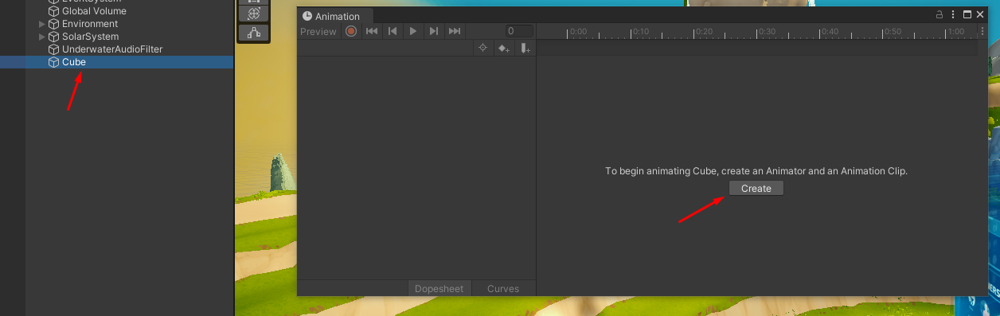 EventSystem
Global Volume
Environment
SolarSystem
UnderwaterAudioFilter
Cube
Animation
Preview
0
0:00
0:10
0:20
0:30
0:40
0:50
1:00
To begin animating Cube, create an Animator and an Animation Clip.
Create
Dopesheet
Curves